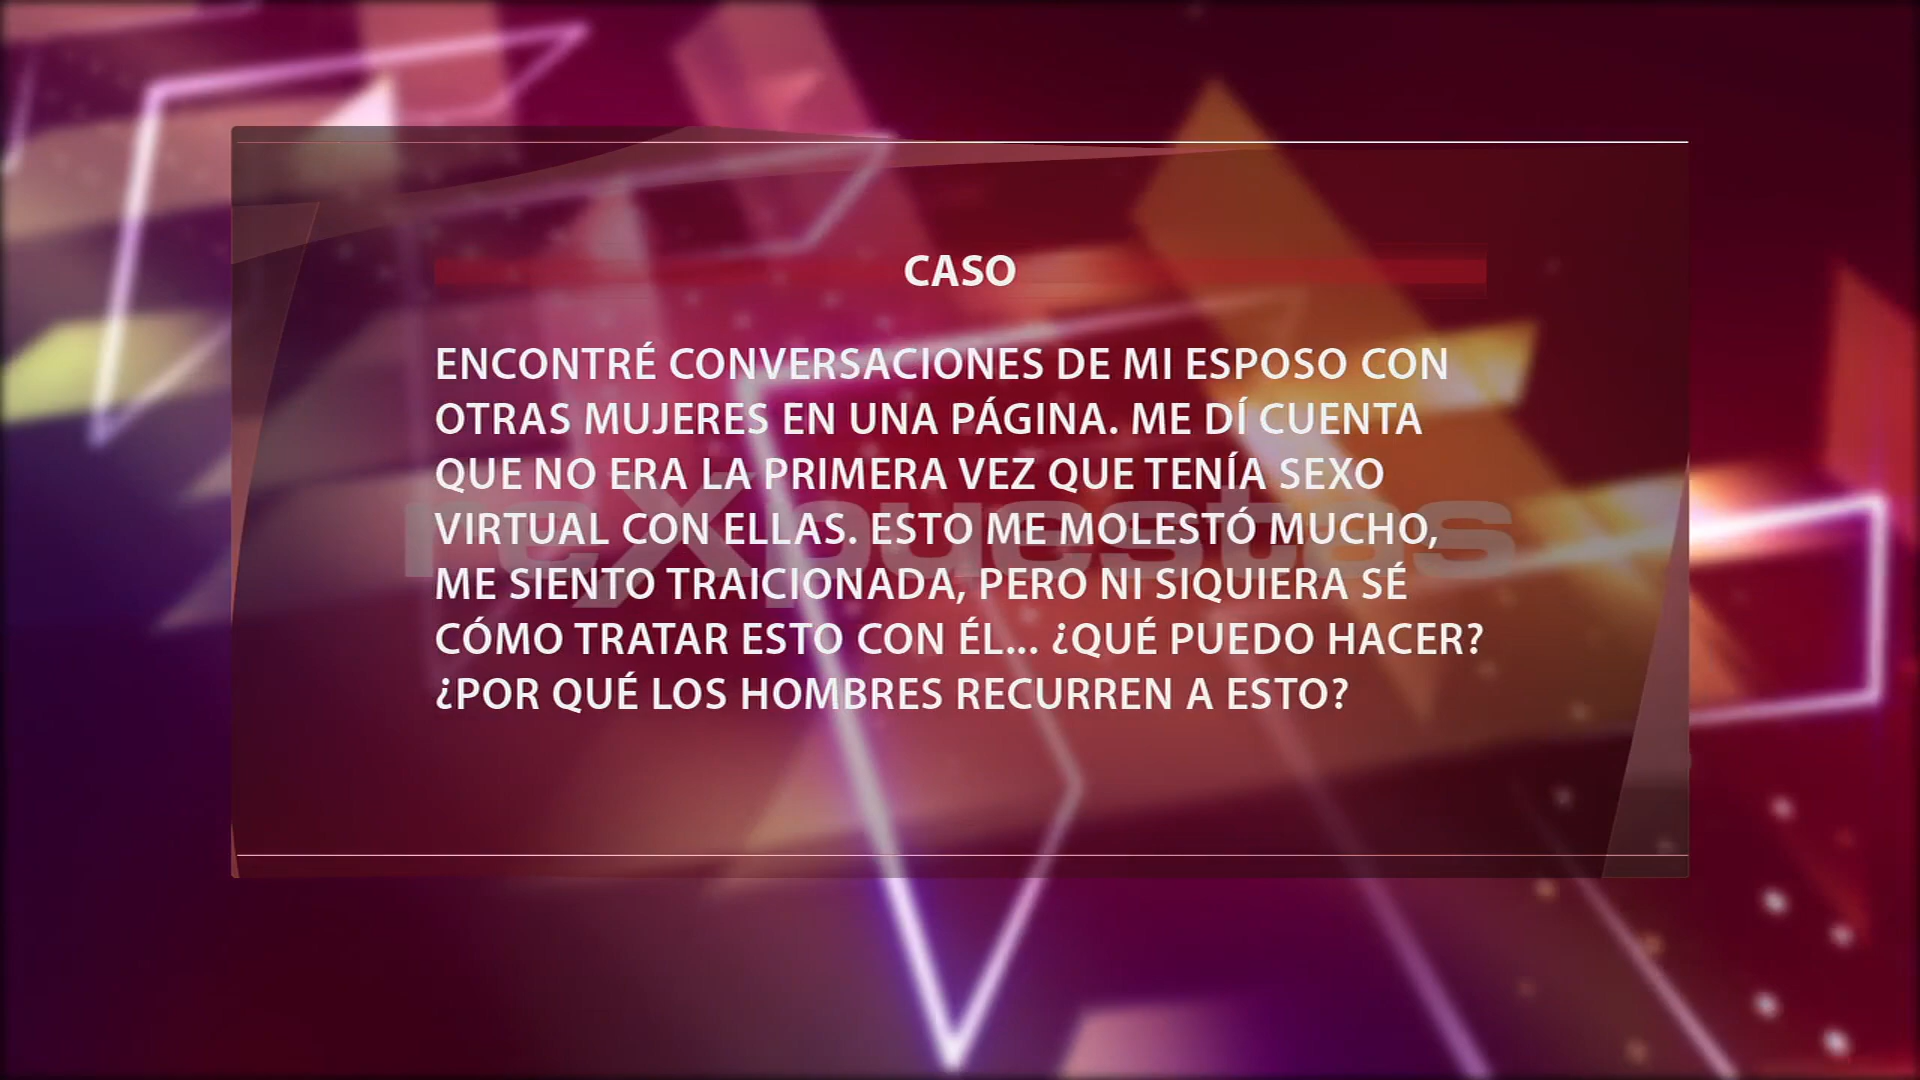 CASO
ENCONTRÉ CONVERSACIONES DE MI ESPOSO CON
OTRAS MUJERES EN UNA PÁGINA. ME DÍ CUENTA
QUE NO ERA LA PRIMERA VEZ QUE TENÍA SEXO
VIRTUAL CON ELLAS. ESTO ME MOLESTÓ MUCHO,
ME SIENTO TRAICIONADA, PERO NI SIQUIERA SÉ
CÓMO TRATAR ESTO CON ÉL... ¿QUÉ PUEDO HACER?
¿POR QUÉ LOS HOMBRES RECURREN A ESTO?